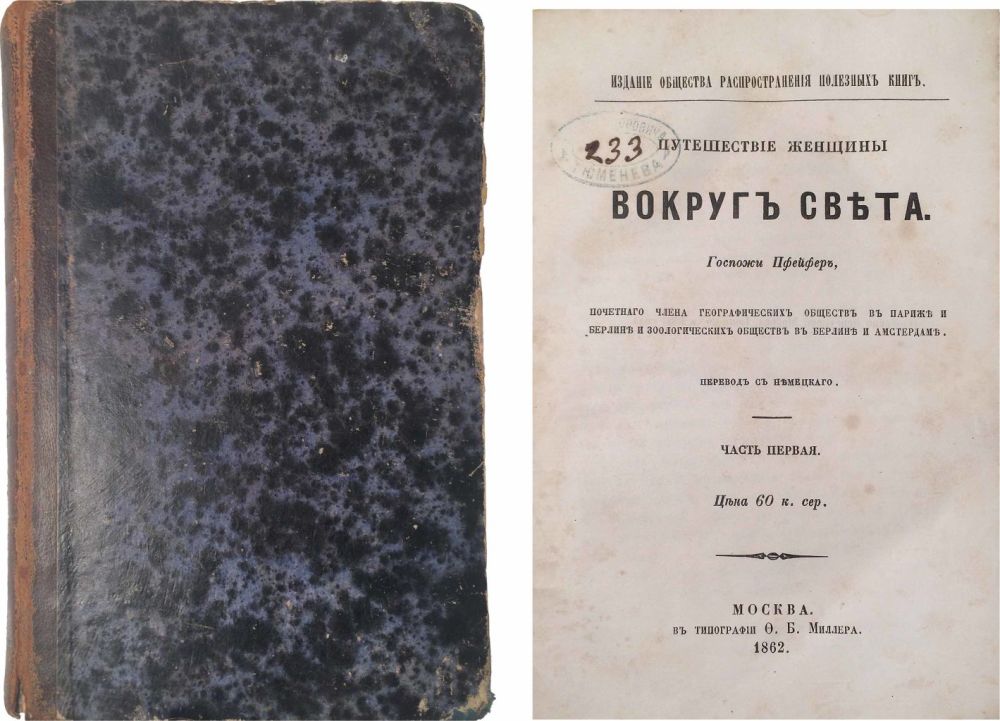 ИЗДАНІЕ ОБЩЕСТВА РАСПРОСТРАНЕНІЯ ПОЛЕЗНЫХЪ КНИГЪ.
233
ТЮМЕНЕВА
ПУТЕШЕСТВІЕ ЖЕНЩИНЫ
ВОКРУГЪ СВѢТА.
Госпожи Пфейферъ,
ПОЧЕТНАГО ЧЛЕНА ГЕОГРАФИЧЕСКИХЪ ОБЩЕСТВЪ ВЪ ПАРИЖѢ И
БЕРЛИНѢ И ЗООЛОГИЧЕСКИХЪ ОБЩЕСТВЪ ВЪ БЕРЛИНѢ И АМСТЕРДАМѢ.
ПЕРЕВОДЪ СЪ НѢМЕЦКАГО.
ЧАСТЬ ПЕРВАЯ.
Цѣна 60 к. сер.
МОСКВА.
ВЪ ТИПОГРАФІИ Ѳ. Б. МИЛЛЕРА.
1862.